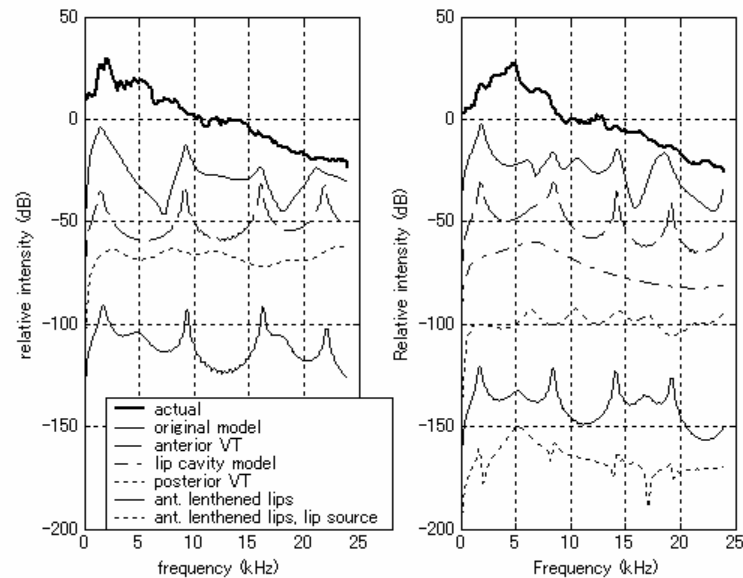 50
0
-50
-100
-150
-200
relative intensity (dB)
0
5
10
15
20
25
frequency (kHz)
actual
original model
anterior VT
lip cavity model
posterior VT
ant. lenthened lips
ant. lenthened lips, lip source
50
0
-50
-100
-150
-200
Relative intensity (dB)
0
5
10
15
20
25
Frequency (kHz)